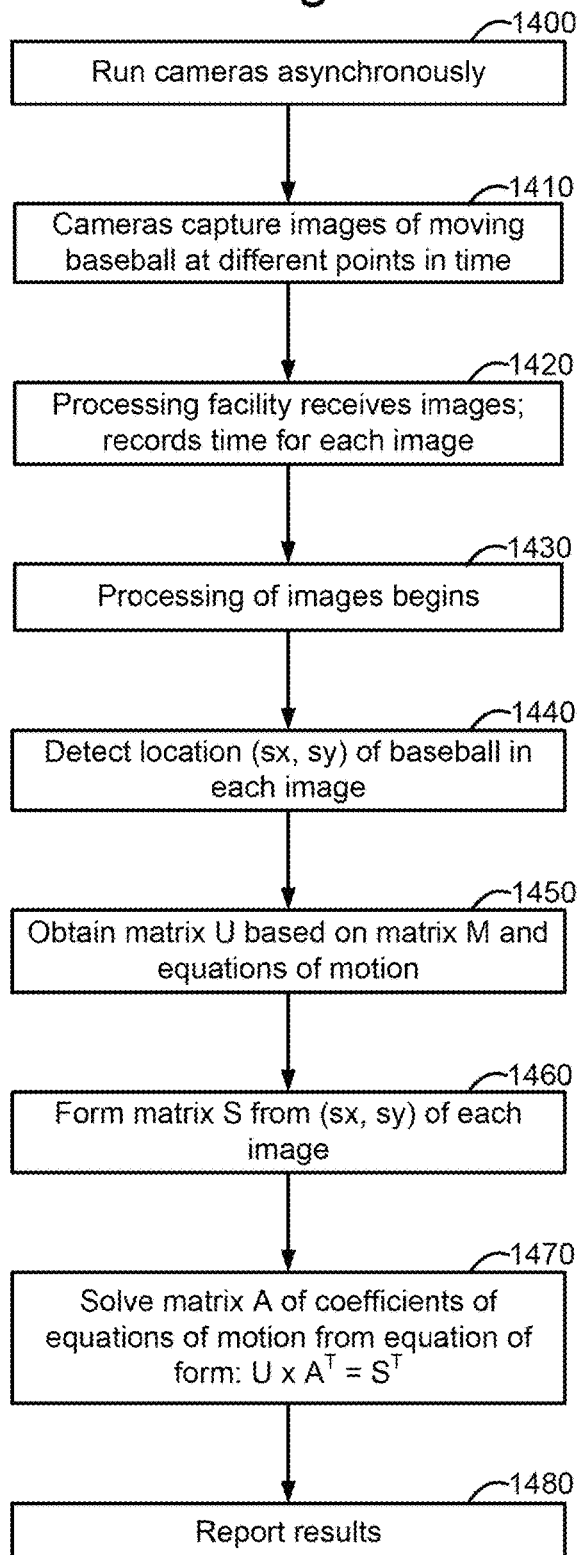 1400
Run cameras asynchronously
1410
Cameras capture images of moving
baseball at different points in time
1420
Processing facility receives images;
records time for each image
1430
Processing of images begins
1440
Detect location (sx, sy) of baseball in
each image
1450
Obtain matrix U based on matrix M and
equations of motion
1460
Form matrix S from (sx, sy) of each
image
1470
Solve matrix A of coefficients of
equations of motion from equation of
form: U x Aᵀ = Sᵀ
1480
Report results